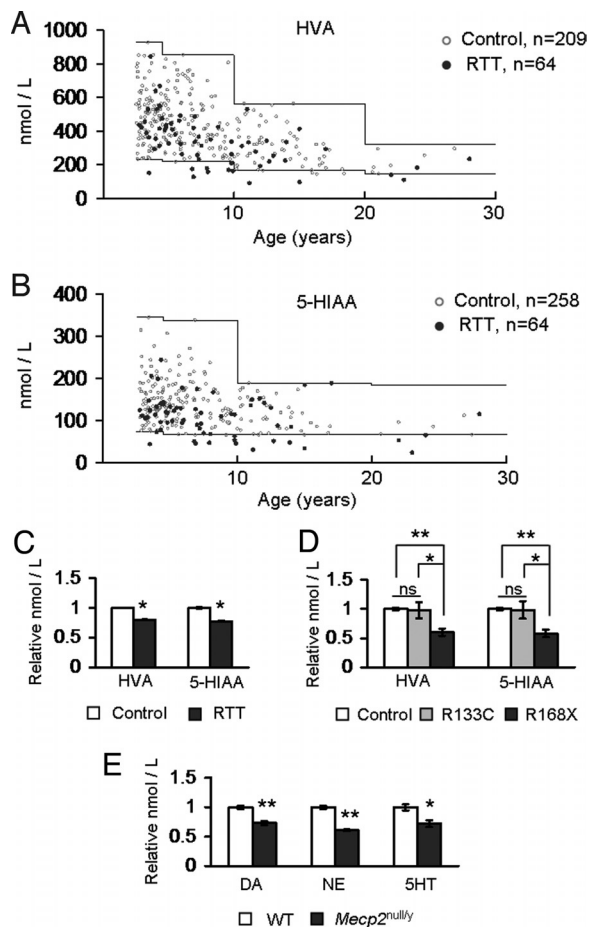 A
HVA
1000
800
600
400
200
0
nmol / L
Control, n=209
RTT, n=64
10 20 30
Age (years)
B
5-HIAA
400
300
200
100
0
nmol / L
Control, n=258
RTT, n=64
10 20 30
Age (years)
C
Relative nmol / L
1.5
1
0.5
0
* *
HVA 5-HIAA
Control RTT
D
Relative nmol / L
1.5
1
0.5
0
** **
* *
ns ns
HVA 5-HIAA
Control R133C R168X
E
Relative nmol / L
1.5
1
0.5
0
** ** *
DA NE 5HT
WT Mecp2null/y